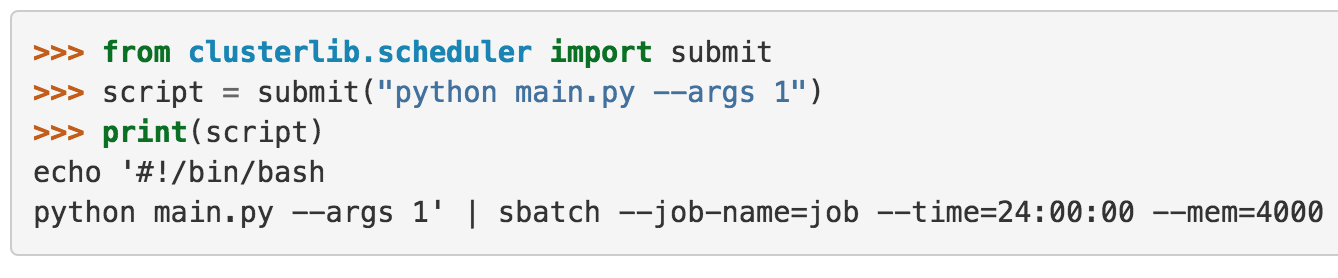 >>> from clusterlib.scheduler import submit
>>> script = submit("python main.py --args 1")
>>> print(script)
echo '#!/bin/bash
python main.py --args 1' | sbatch --job-name=job --time=24:00:00 --mem=4000